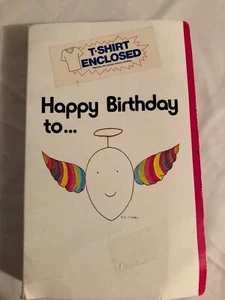 T-SHIRT
ENCLOSED
Happy Birthday
to...